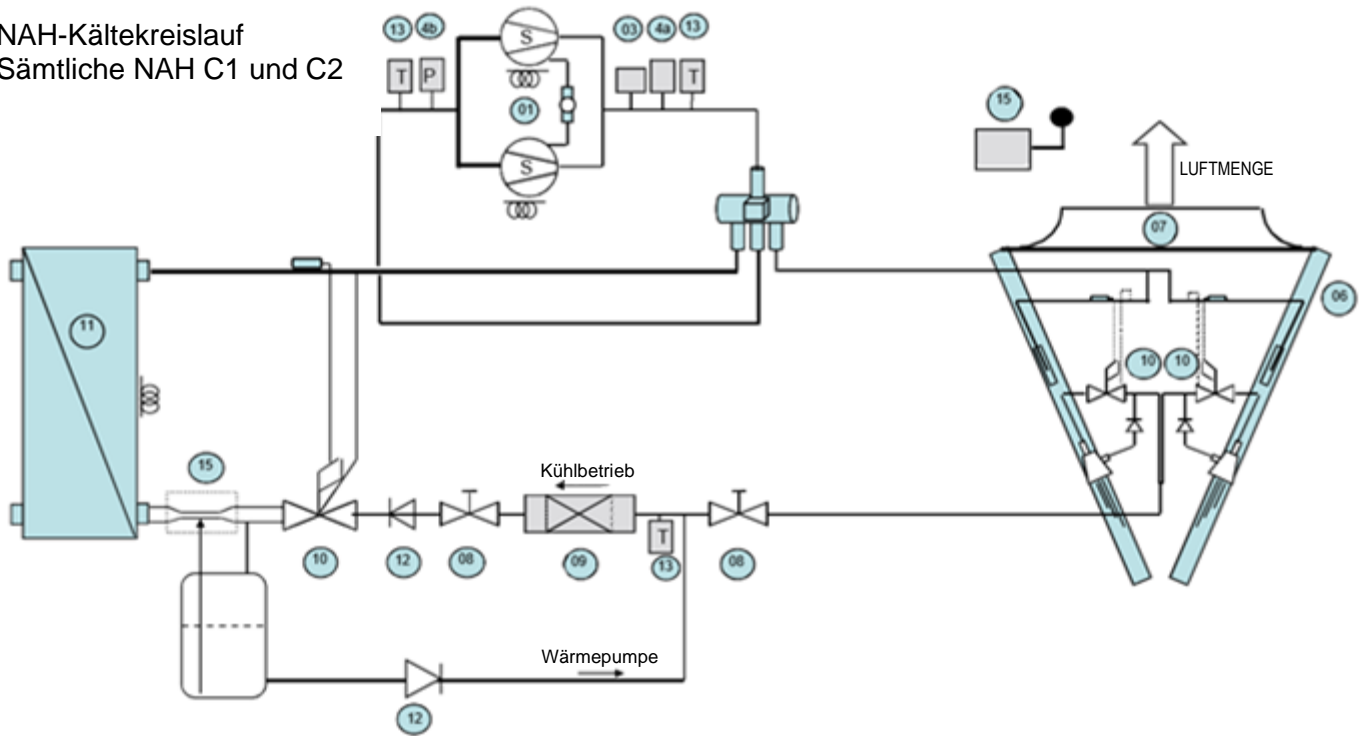 NAH-Kältekreislauf
Sämtliche NAH C1 und C2
13
4b
T
P
S
01
S
03
4a
13
T
15
LUFTMENGE
07
06
11
10
10
15
Kühlbetrieb
10
12
08
09
T
13
08
Wärmepumpe
12